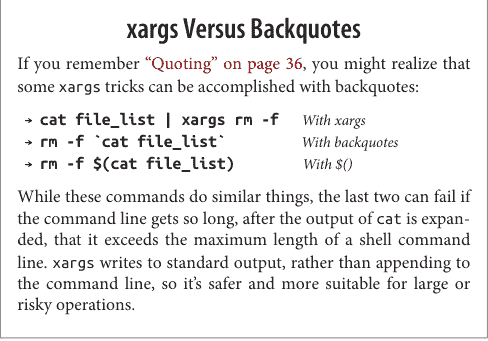 xargs Versus Backquotes
If you remember “Quoting” on page 36, you might realize that
some xargs tricks can be accomplished with backquotes:
➔ cat file_list | xargs rm -f With xargs
➔ rm -f `cat file_list` With backquotes
➔ rm -f $(cat file_list) With $()
While these commands do similar things, the last two can fail if
the command line gets so long, after the output of cat is expan-
ded, that it exceeds the maximum length of a shell command
line. xargs writes to standard output, rather than appending to
the command line, so it’s safer and more suitable for large or
risky operations.